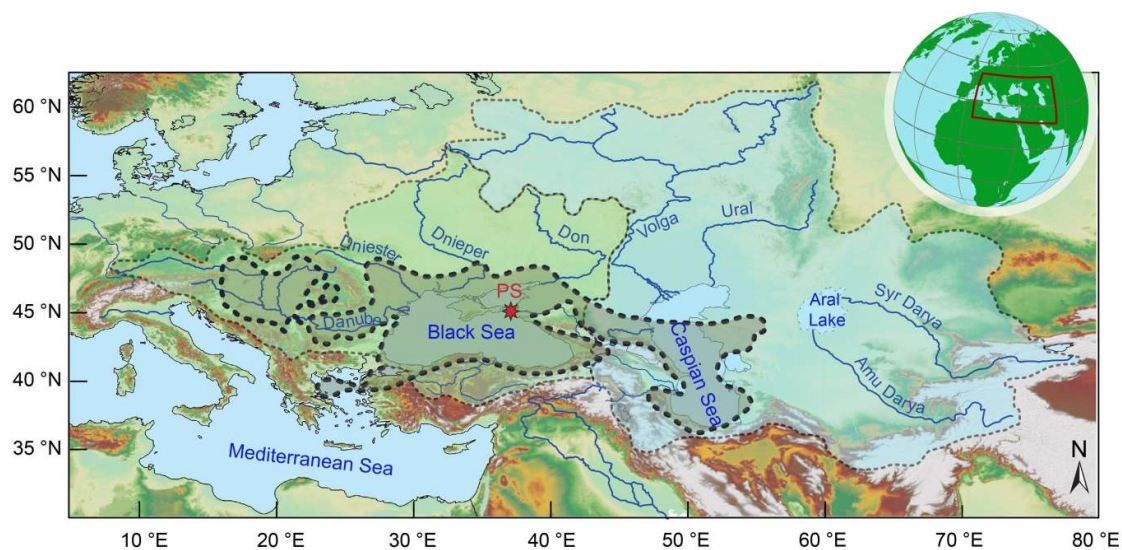 60 °N
55 °N
50 °N
45 °N
40 °N
35 °N
Dniester
Dnieper
Don
Volga
Ural
PS
Danube
Black Sea
Caspian Sea
Aral
Lake
Syr Darya
Amu Darya
Mediterranean Sea
N
10 °E
20 °E
30 °E
40 °E
50 °E
60 °E
70 °E
80 °E